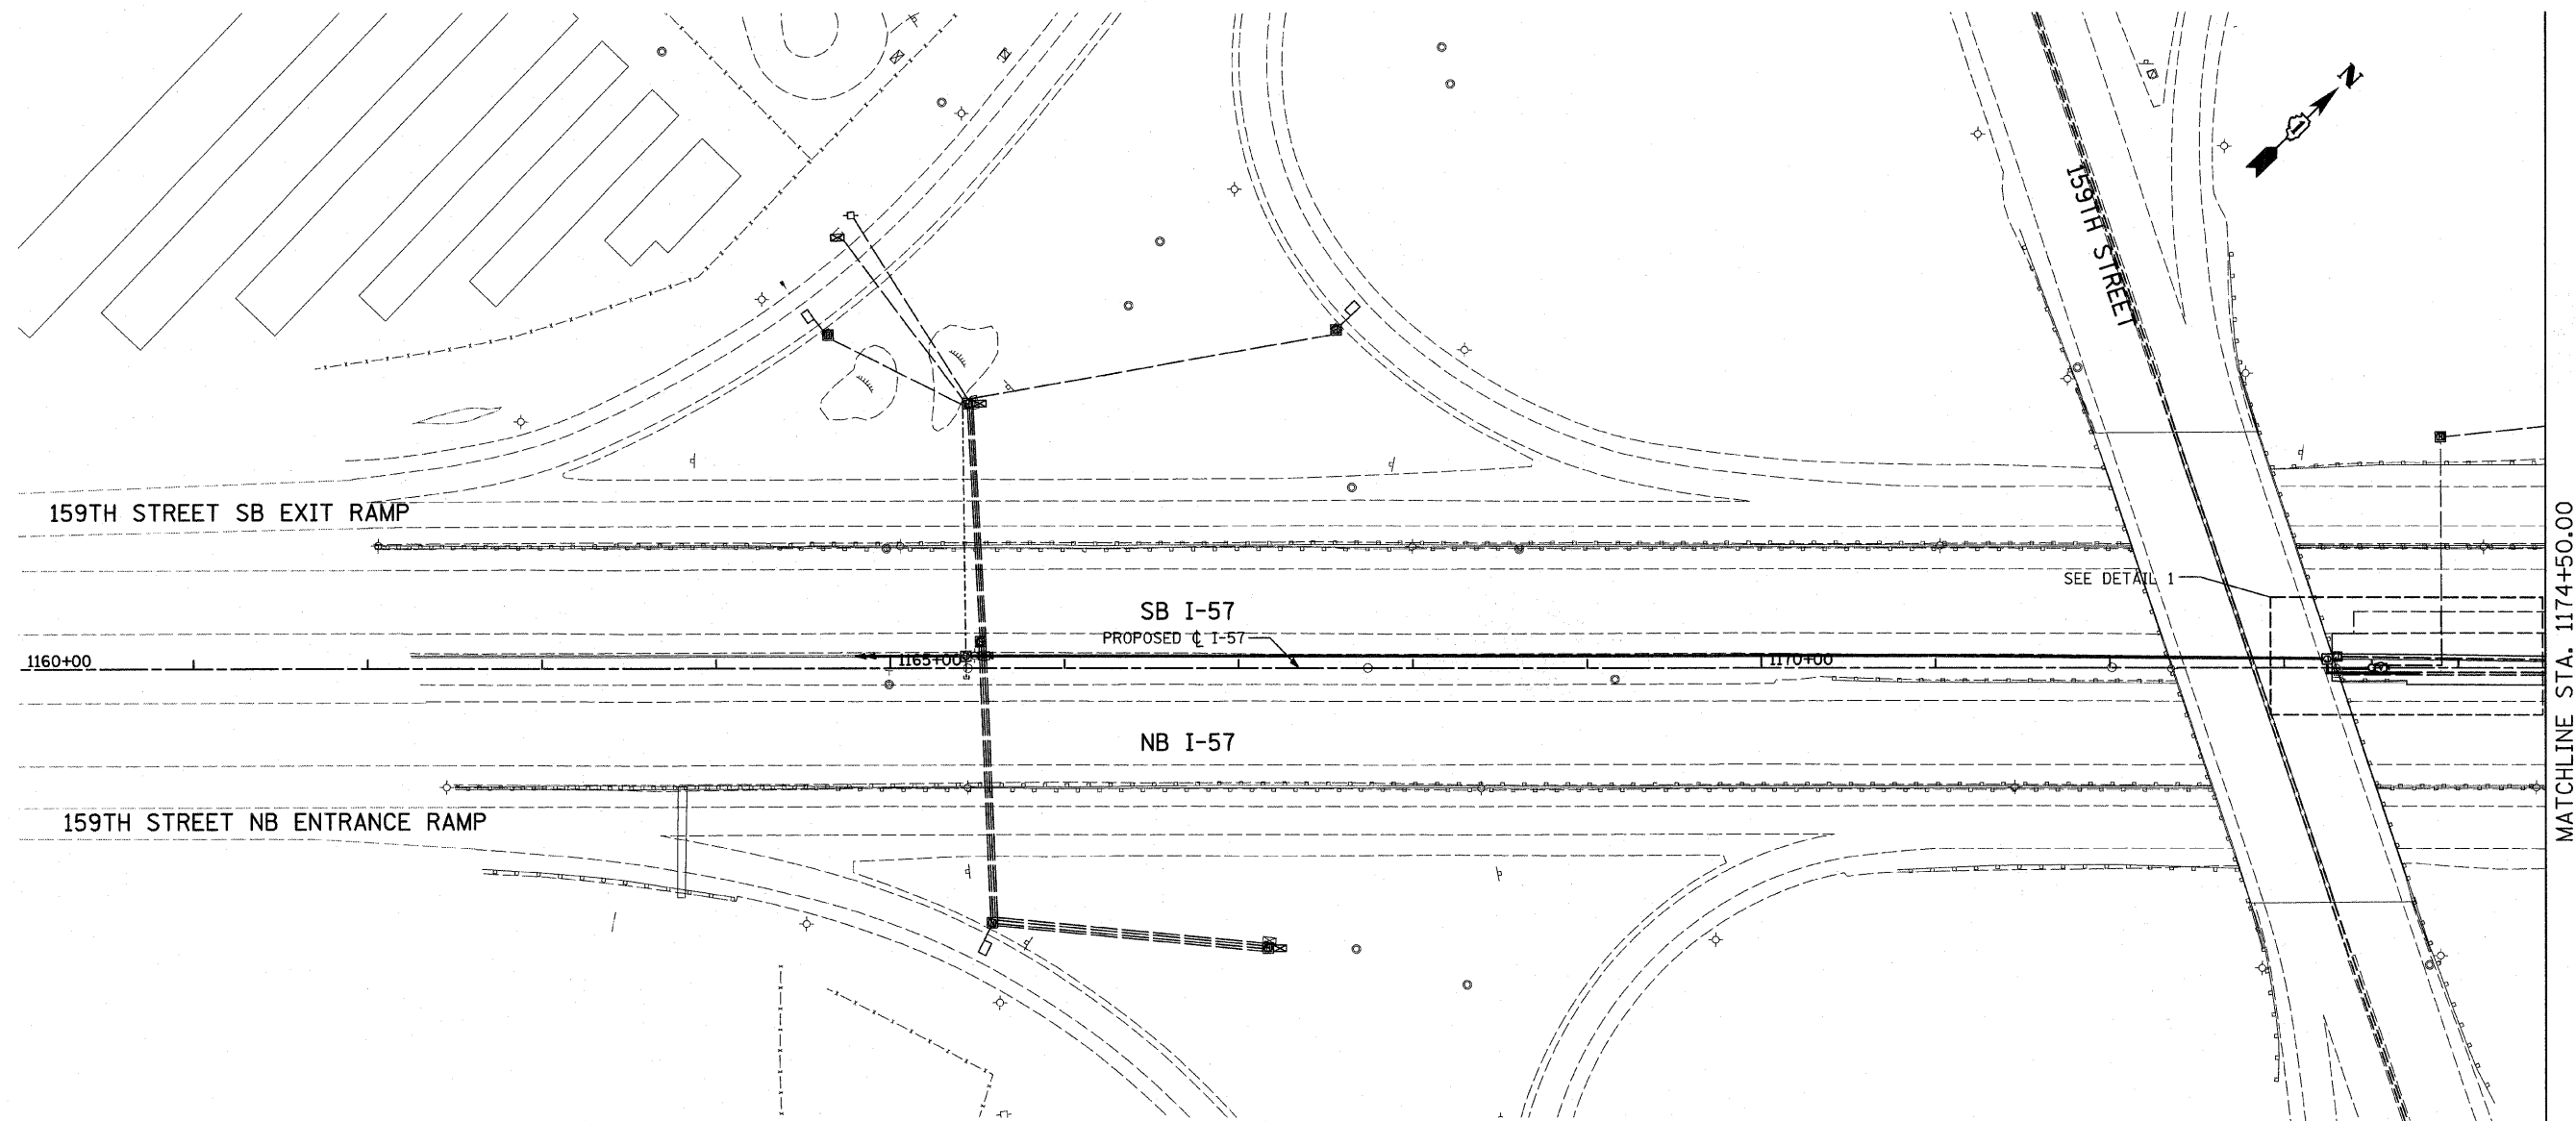 N
159TH STREET
159TH STREET SB EXIT RAMP
SEE DETAIL 1
SB I-57
PROPOSED ℄ I-57
1160+00
1165+00
1170+00
NB I-57
159TH STREET NB ENTRANCE RAMP
MATCHLINE STA. 1174+50.00